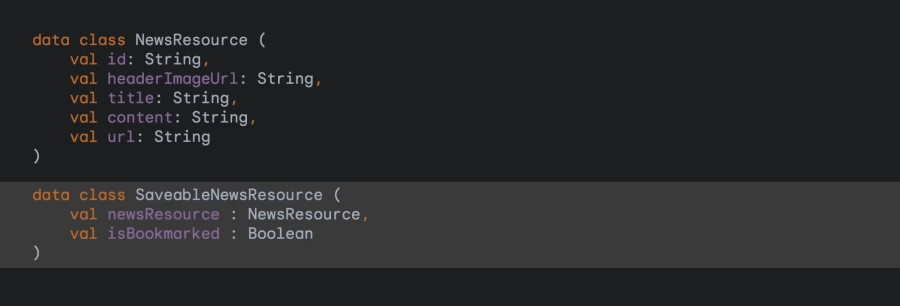 data class NewsResource (
    val id: String,
    val headerImageUrl: String,
    val title: String,
    val content: String,
    val url: String
)
data class SaveableNewsResource (
    val newsResource : NewsResource,
    val isBookmarked : Boolean
)